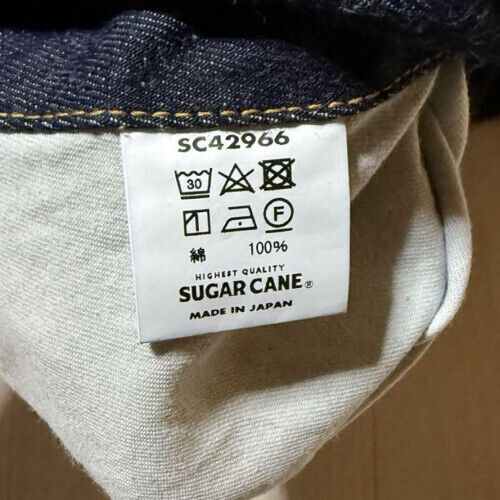 SC42966
30
F
綿 100%
HIGHEST QUALITY
SUGAR CANE®
MADE IN JAPAN